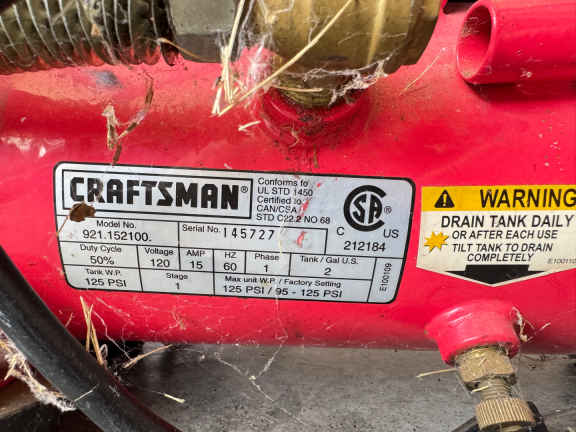 CRAFTSMAN®
Conforms to
UL STD 1450
Certified to
CAN/CSA
STD C22.2 NO 68
CSA
C US
212184
Model No.
921.152100.
Serial No. 145727
Duty Cycle
50%
Voltage
120
AMP
15
HZ
60
Phase
1
Tank / Gal U.S.
2
Tank W.P.
125 PSI
Stage
1
Max unit W.P. / Factory Setting
125 PSI / 95 - 125 PSI
E100109
WARNING
DRAIN TANK DAILY
OR AFTER EACH USE
TILT TANK TO DRAIN
COMPLETELY